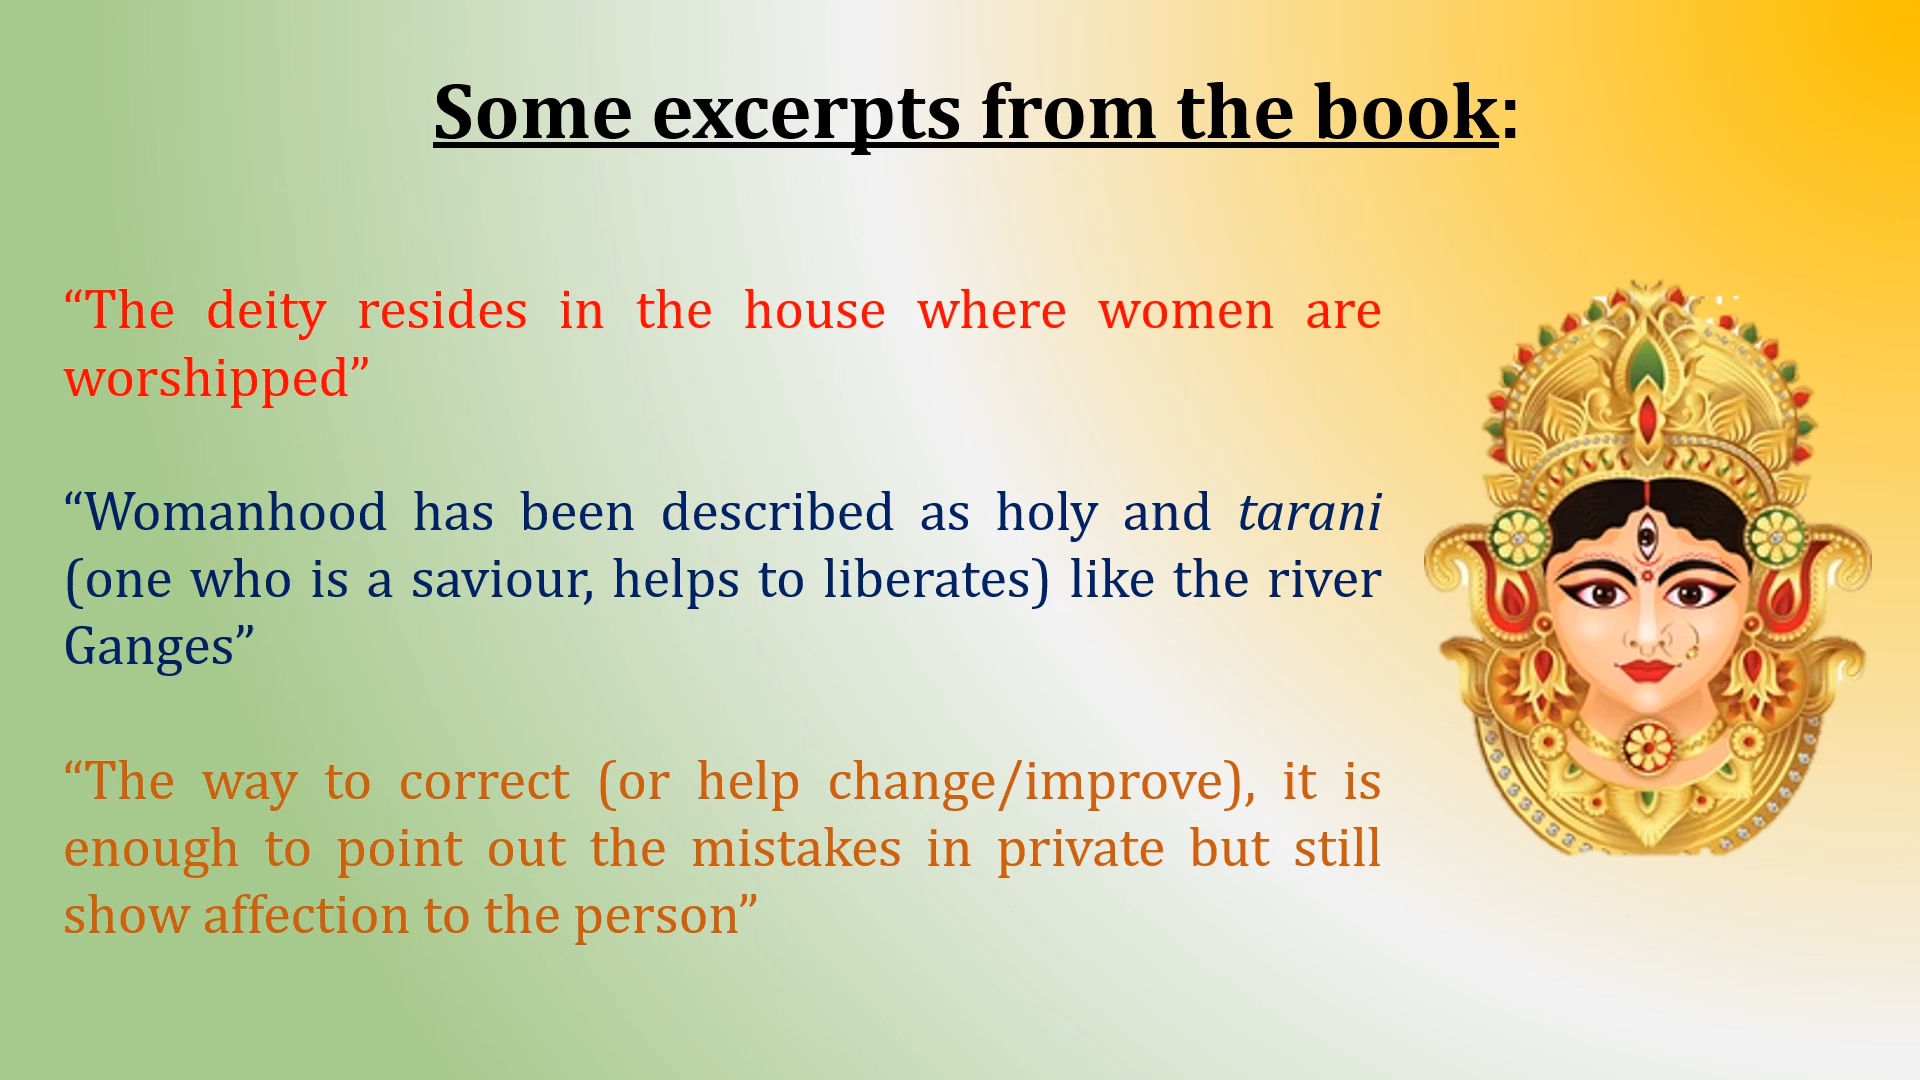 Some excerpts from the book:
“The deity resides in the house where women are
worshipped”
“Womanhood has been described as holy and tarani
(one who is a saviour, helps to liberates) like the river
Ganges”
“The way to correct (or help change/improve), it is
enough to point out the mistakes in private but still
show affection to the person”